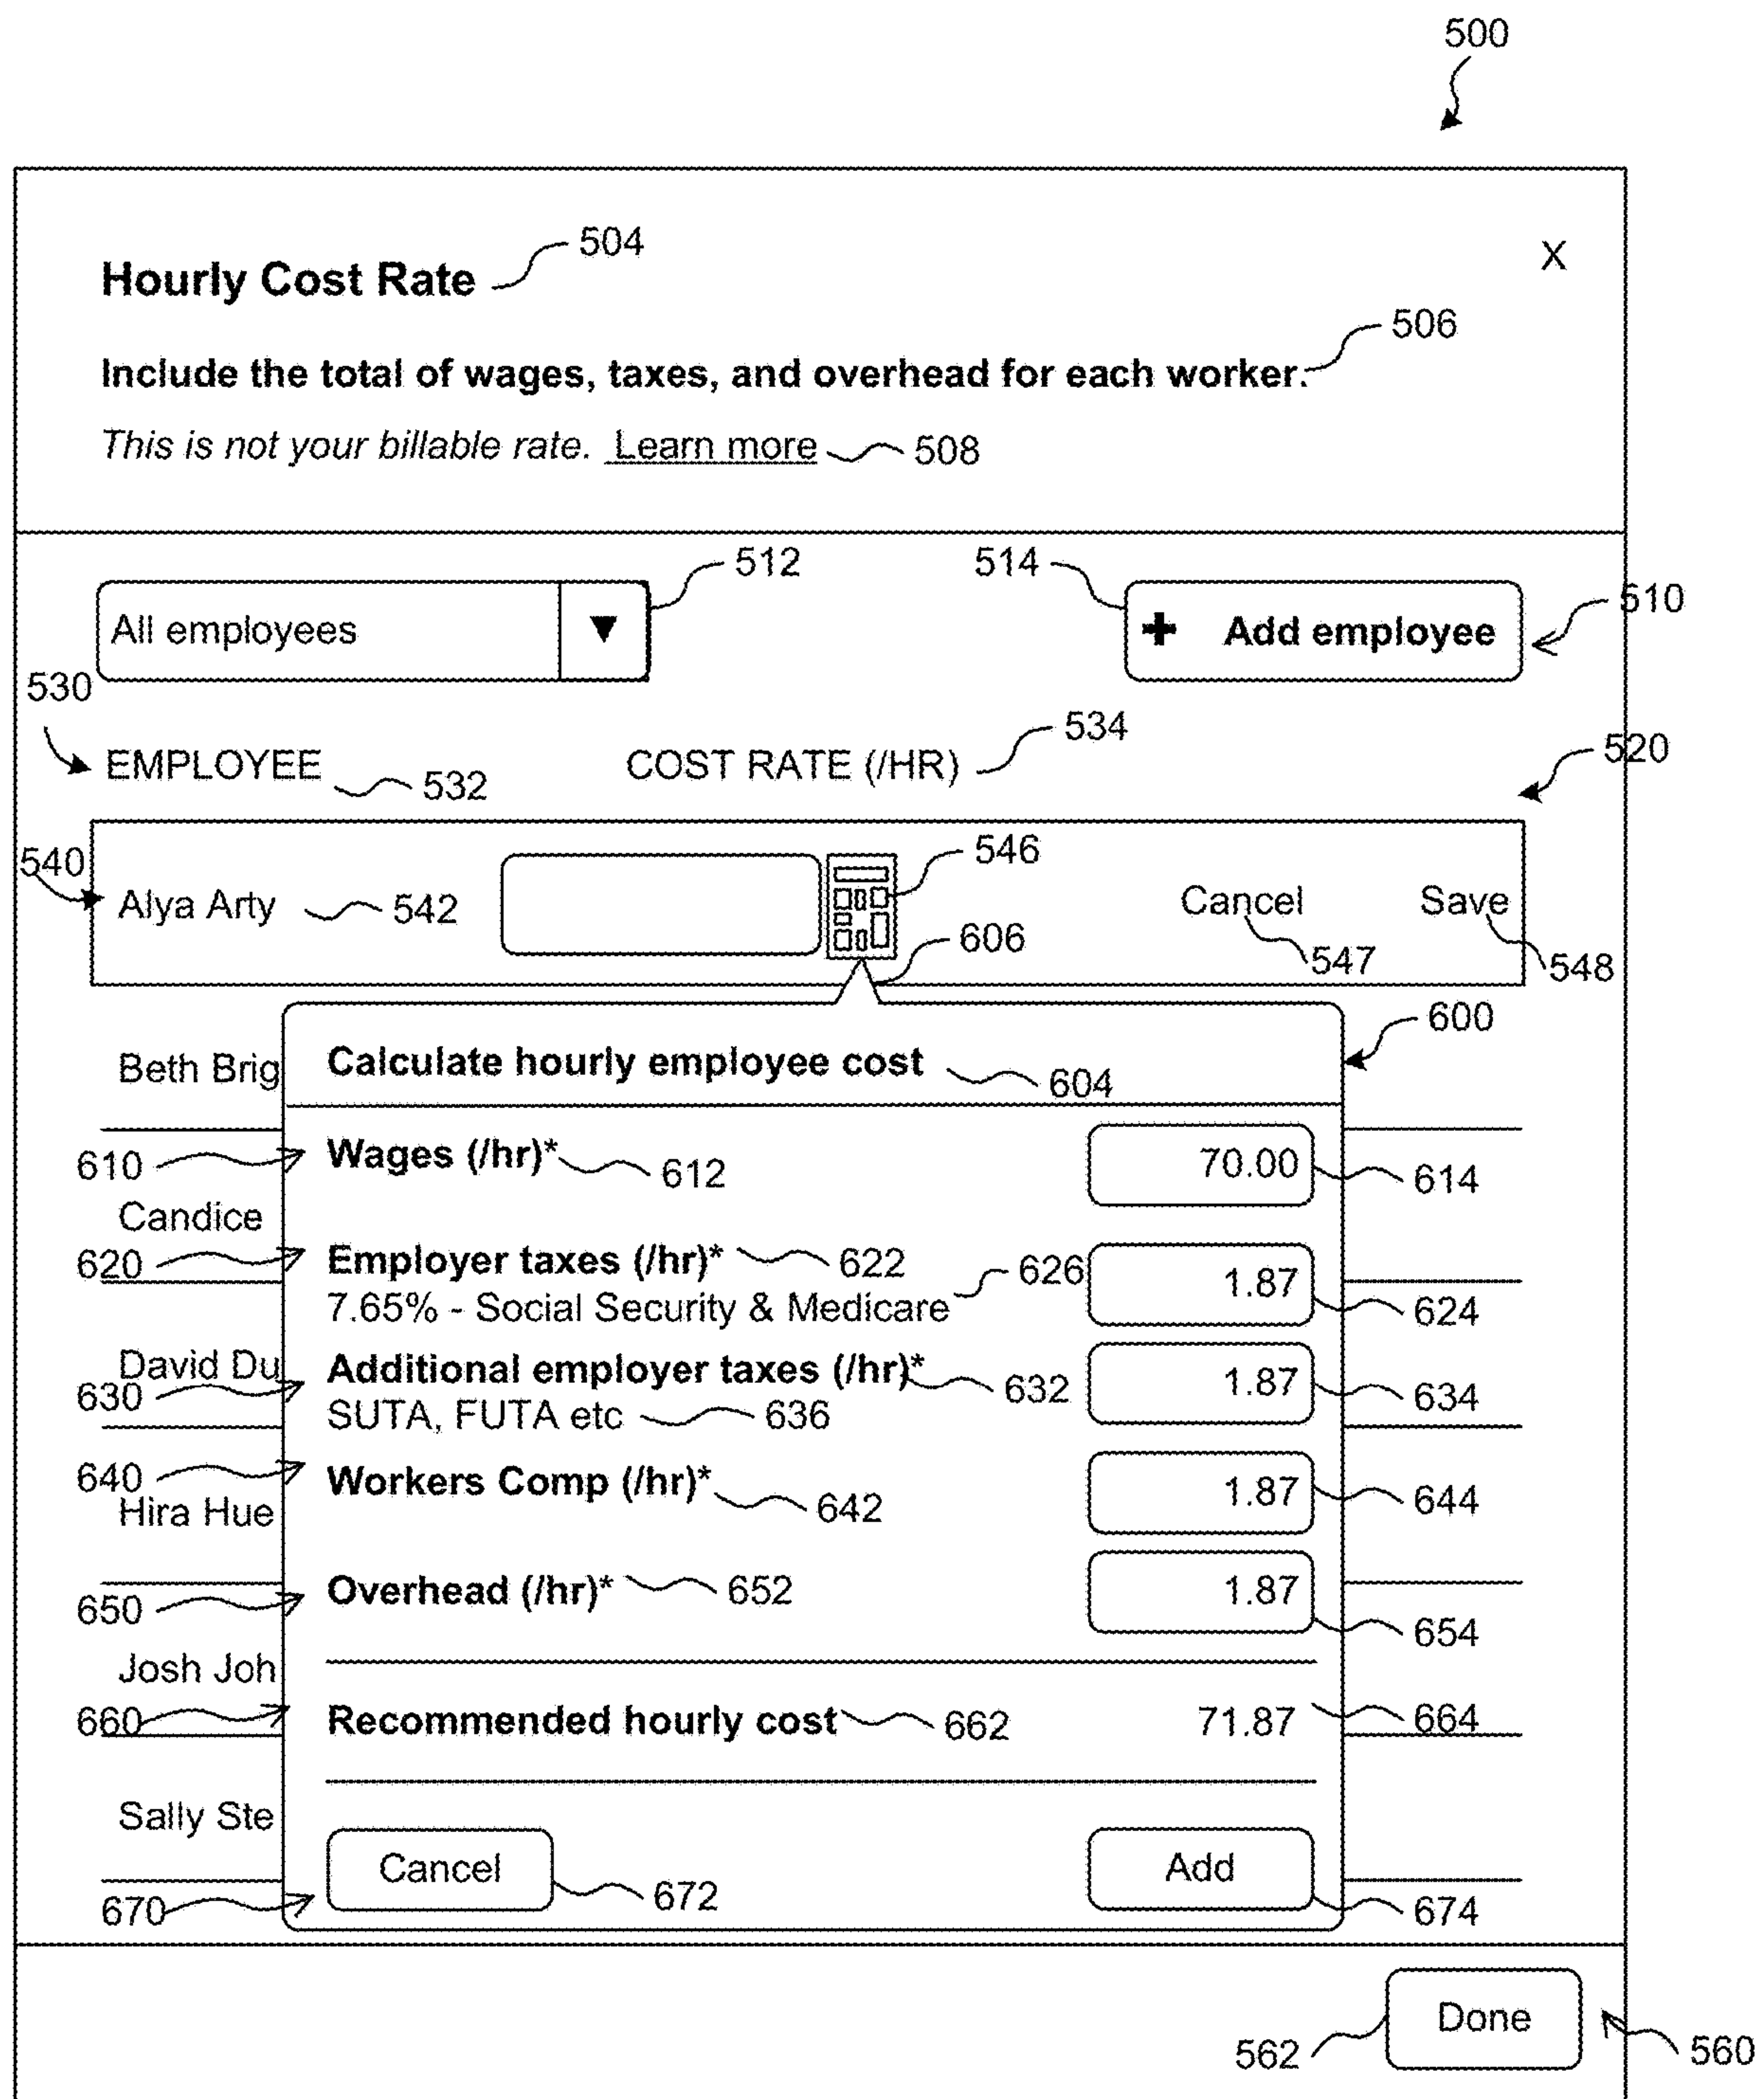 500
Hourly Cost Rate 504 X
Include the total of wages, taxes, and overhead for each worker. 506
This is not your billable rate. Learn more 508
All employees ▼ 512 514 + Add employee 510
530
EMPLOYEE 532 COST RATE (/HR) 534 520
540 Alya Arty 542 546 Cancel 547 Save 548
606
600
Beth Brig Calculate hourly employee cost 604
610 Wages (/hr)* 612 70.00 614
Candice
620 Employer taxes (/hr)* 622 626 1.87 624
7.65% - Social Security & Medicare
David Du
630 Additional employer taxes (/hr)* 632 1.87 634
SUTA, FUTA etc 636
640 Workers Comp (/hr)* 642 1.87 644
Hira Hue
650 Overhead (/hr)* 652 1.87 654
Josh Joh
660 Recommended hourly cost 662 71.87 664
Sally Ste
670 Cancel 672 Add 674
562 Done 560